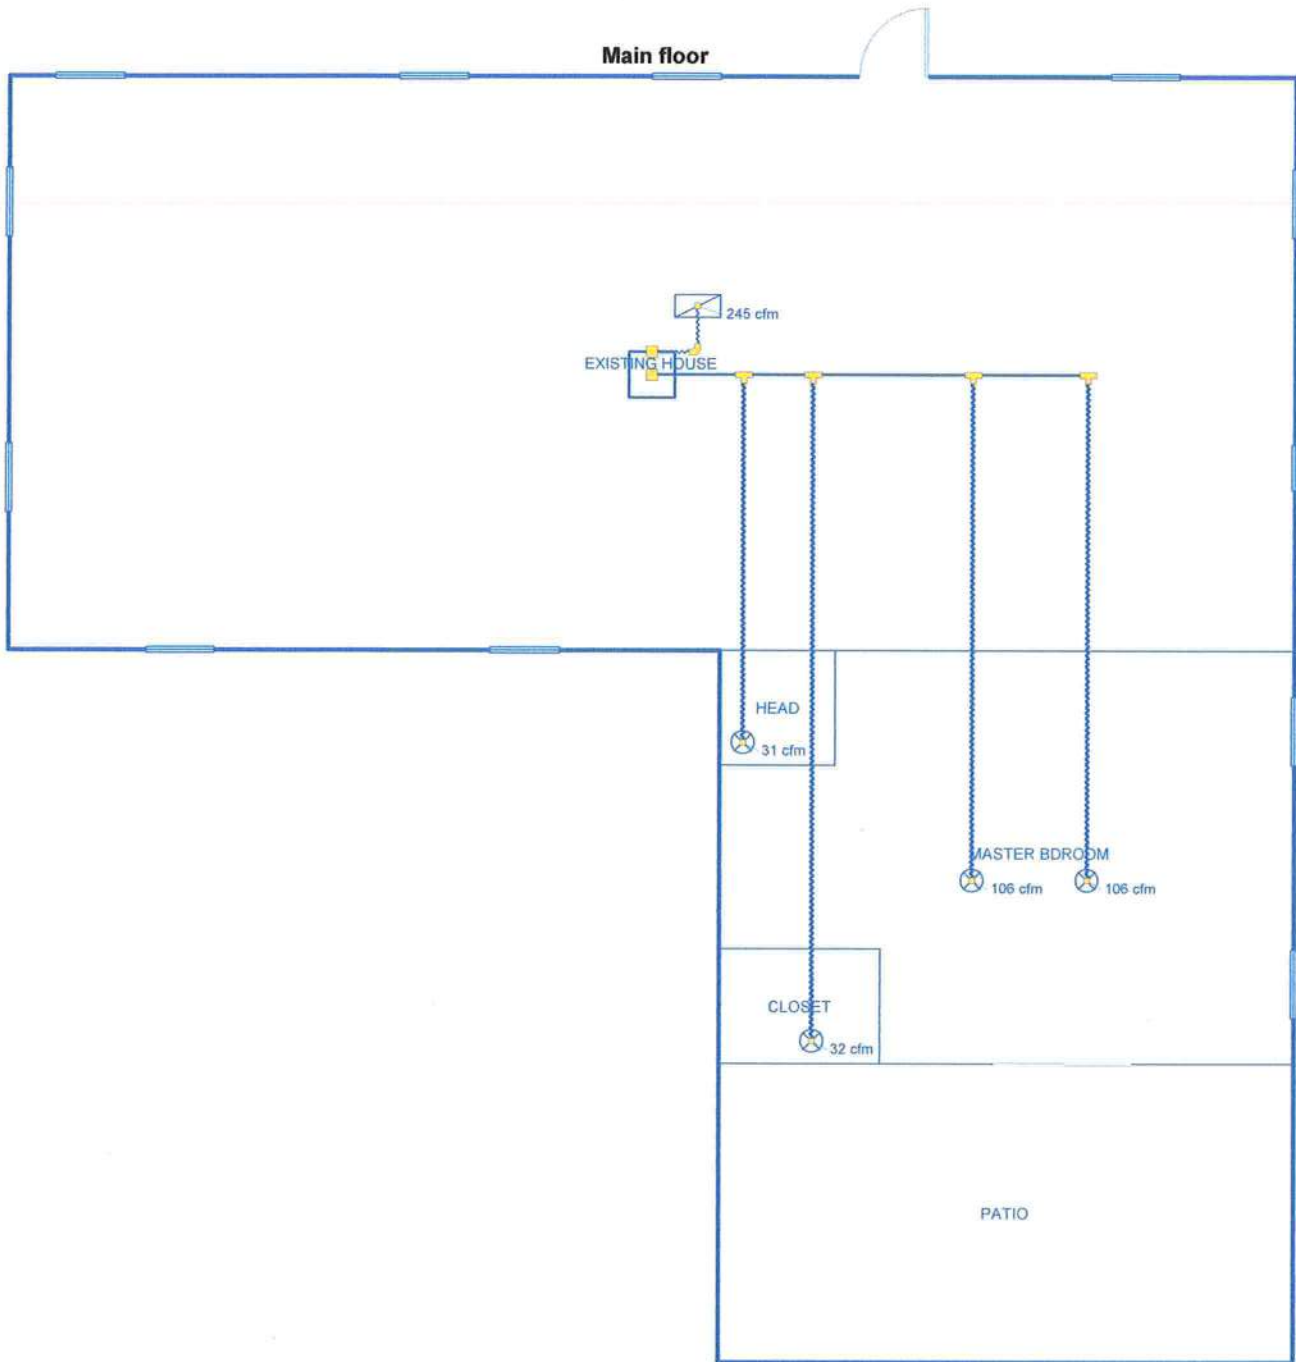 Main floor
245 cfm
EXISTING HOUSE
HEAD
31 cfm
MASTER BDROOM
106 cfm
106 cfm
CLOSET
32 cfm
PATIO